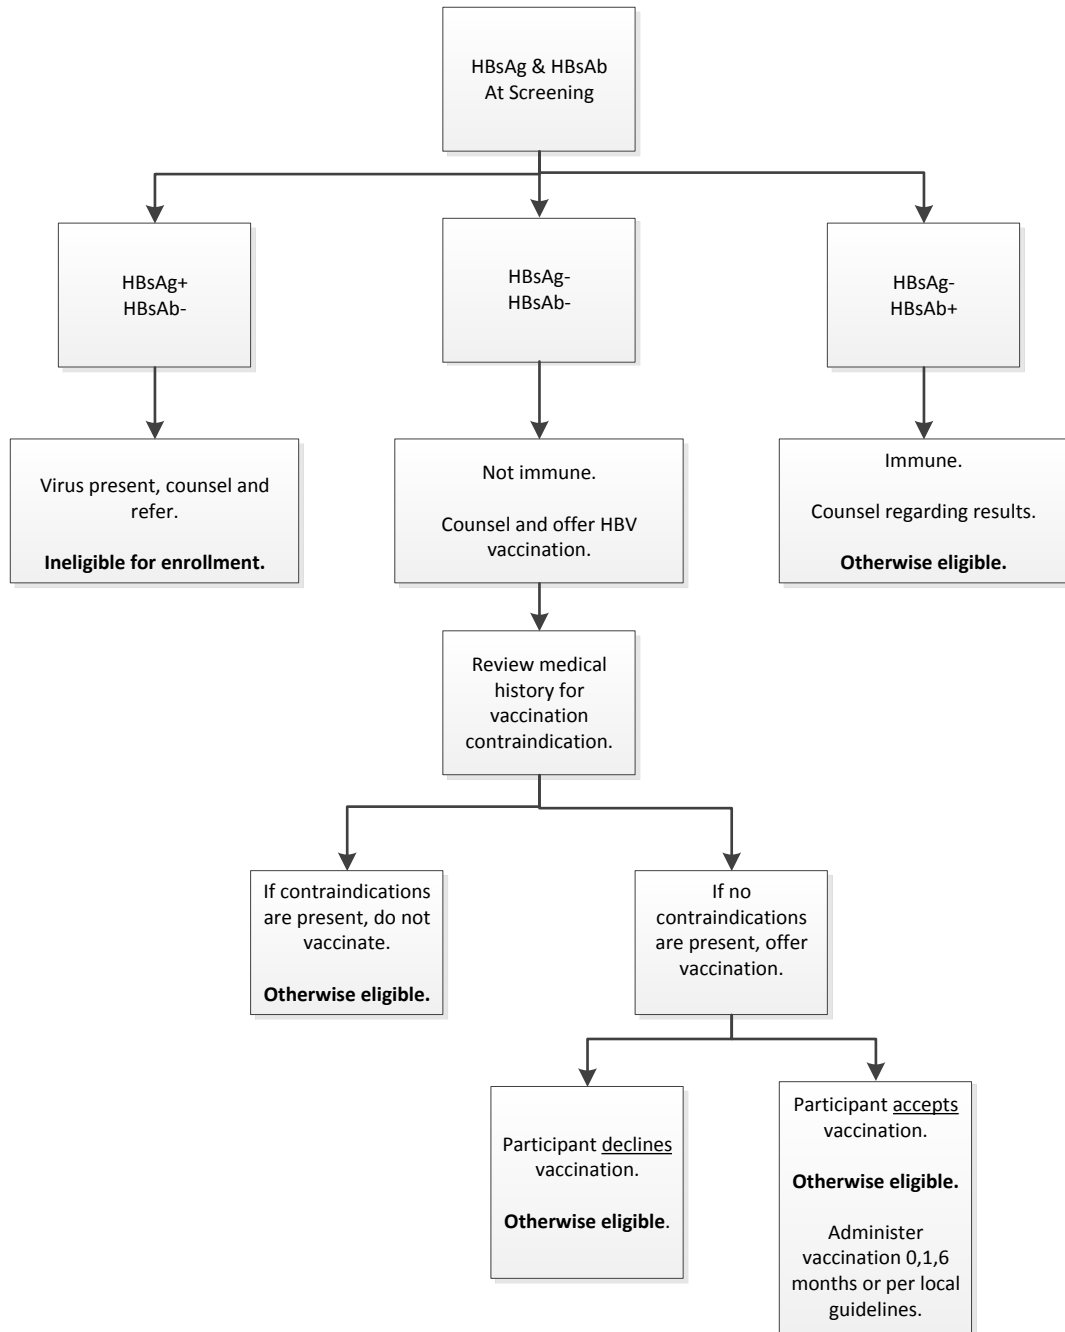 HBsAg & HBsAb
At Screening
HBsAg+
HBsAb-
HBsAg-
HBsAb-
HBsAg-
HBsAb+
Virus present, counsel and
refer.
Ineligible for enrollment.
Not immune.
Counsel and offer HBV
vaccination.
Immune.
Counsel regarding results.
Otherwise eligible.
Review medical
history for
vaccination
contraindication.
If contraindications
are present, do not
vaccinate.
Otherwise eligible.
If no
contraindications
are present, offer
vaccination.
Participant declines
vaccination.
Otherwise eligible.
Participant accepts
vaccination.
Otherwise eligible.
Administer
vaccination 0,1,6
months or per local
guidelines.